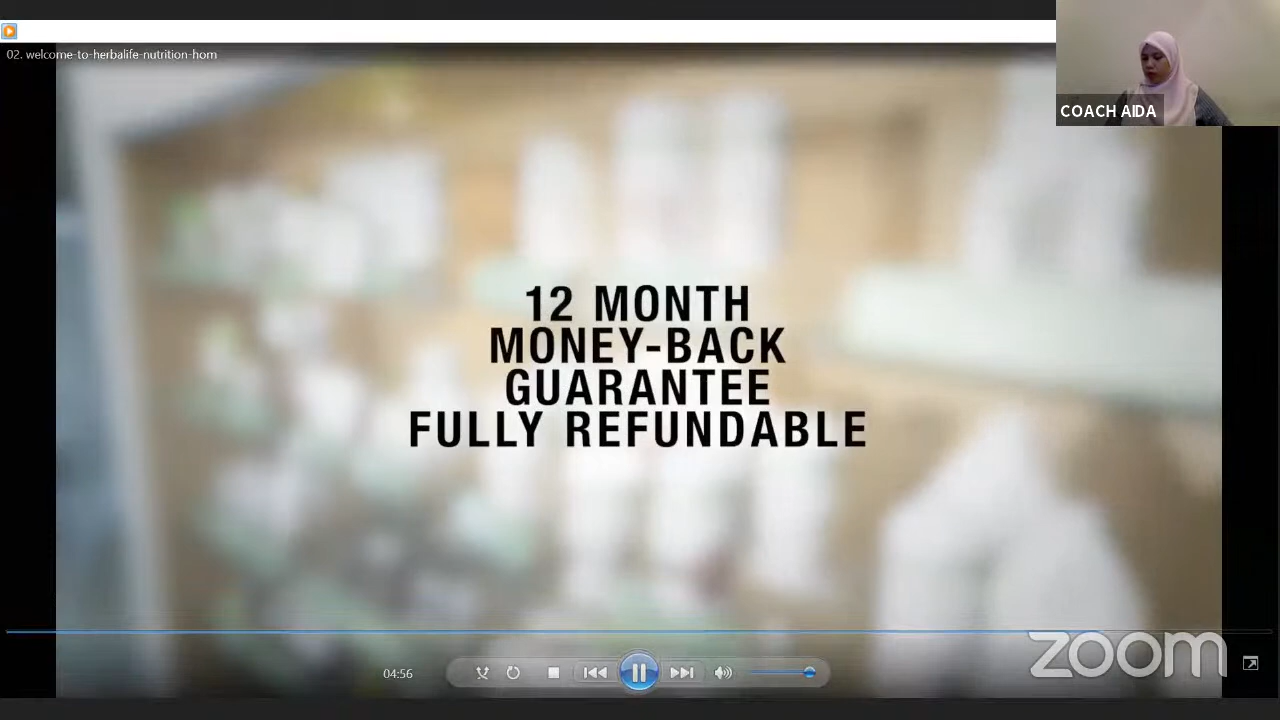 02. welcome-to-herbalife-nutrition-hom
COACH AIDA
12 MONTH
MONEY-BACK
GUARANTEE
FULLY REFUNDABLE
04:56
zoom